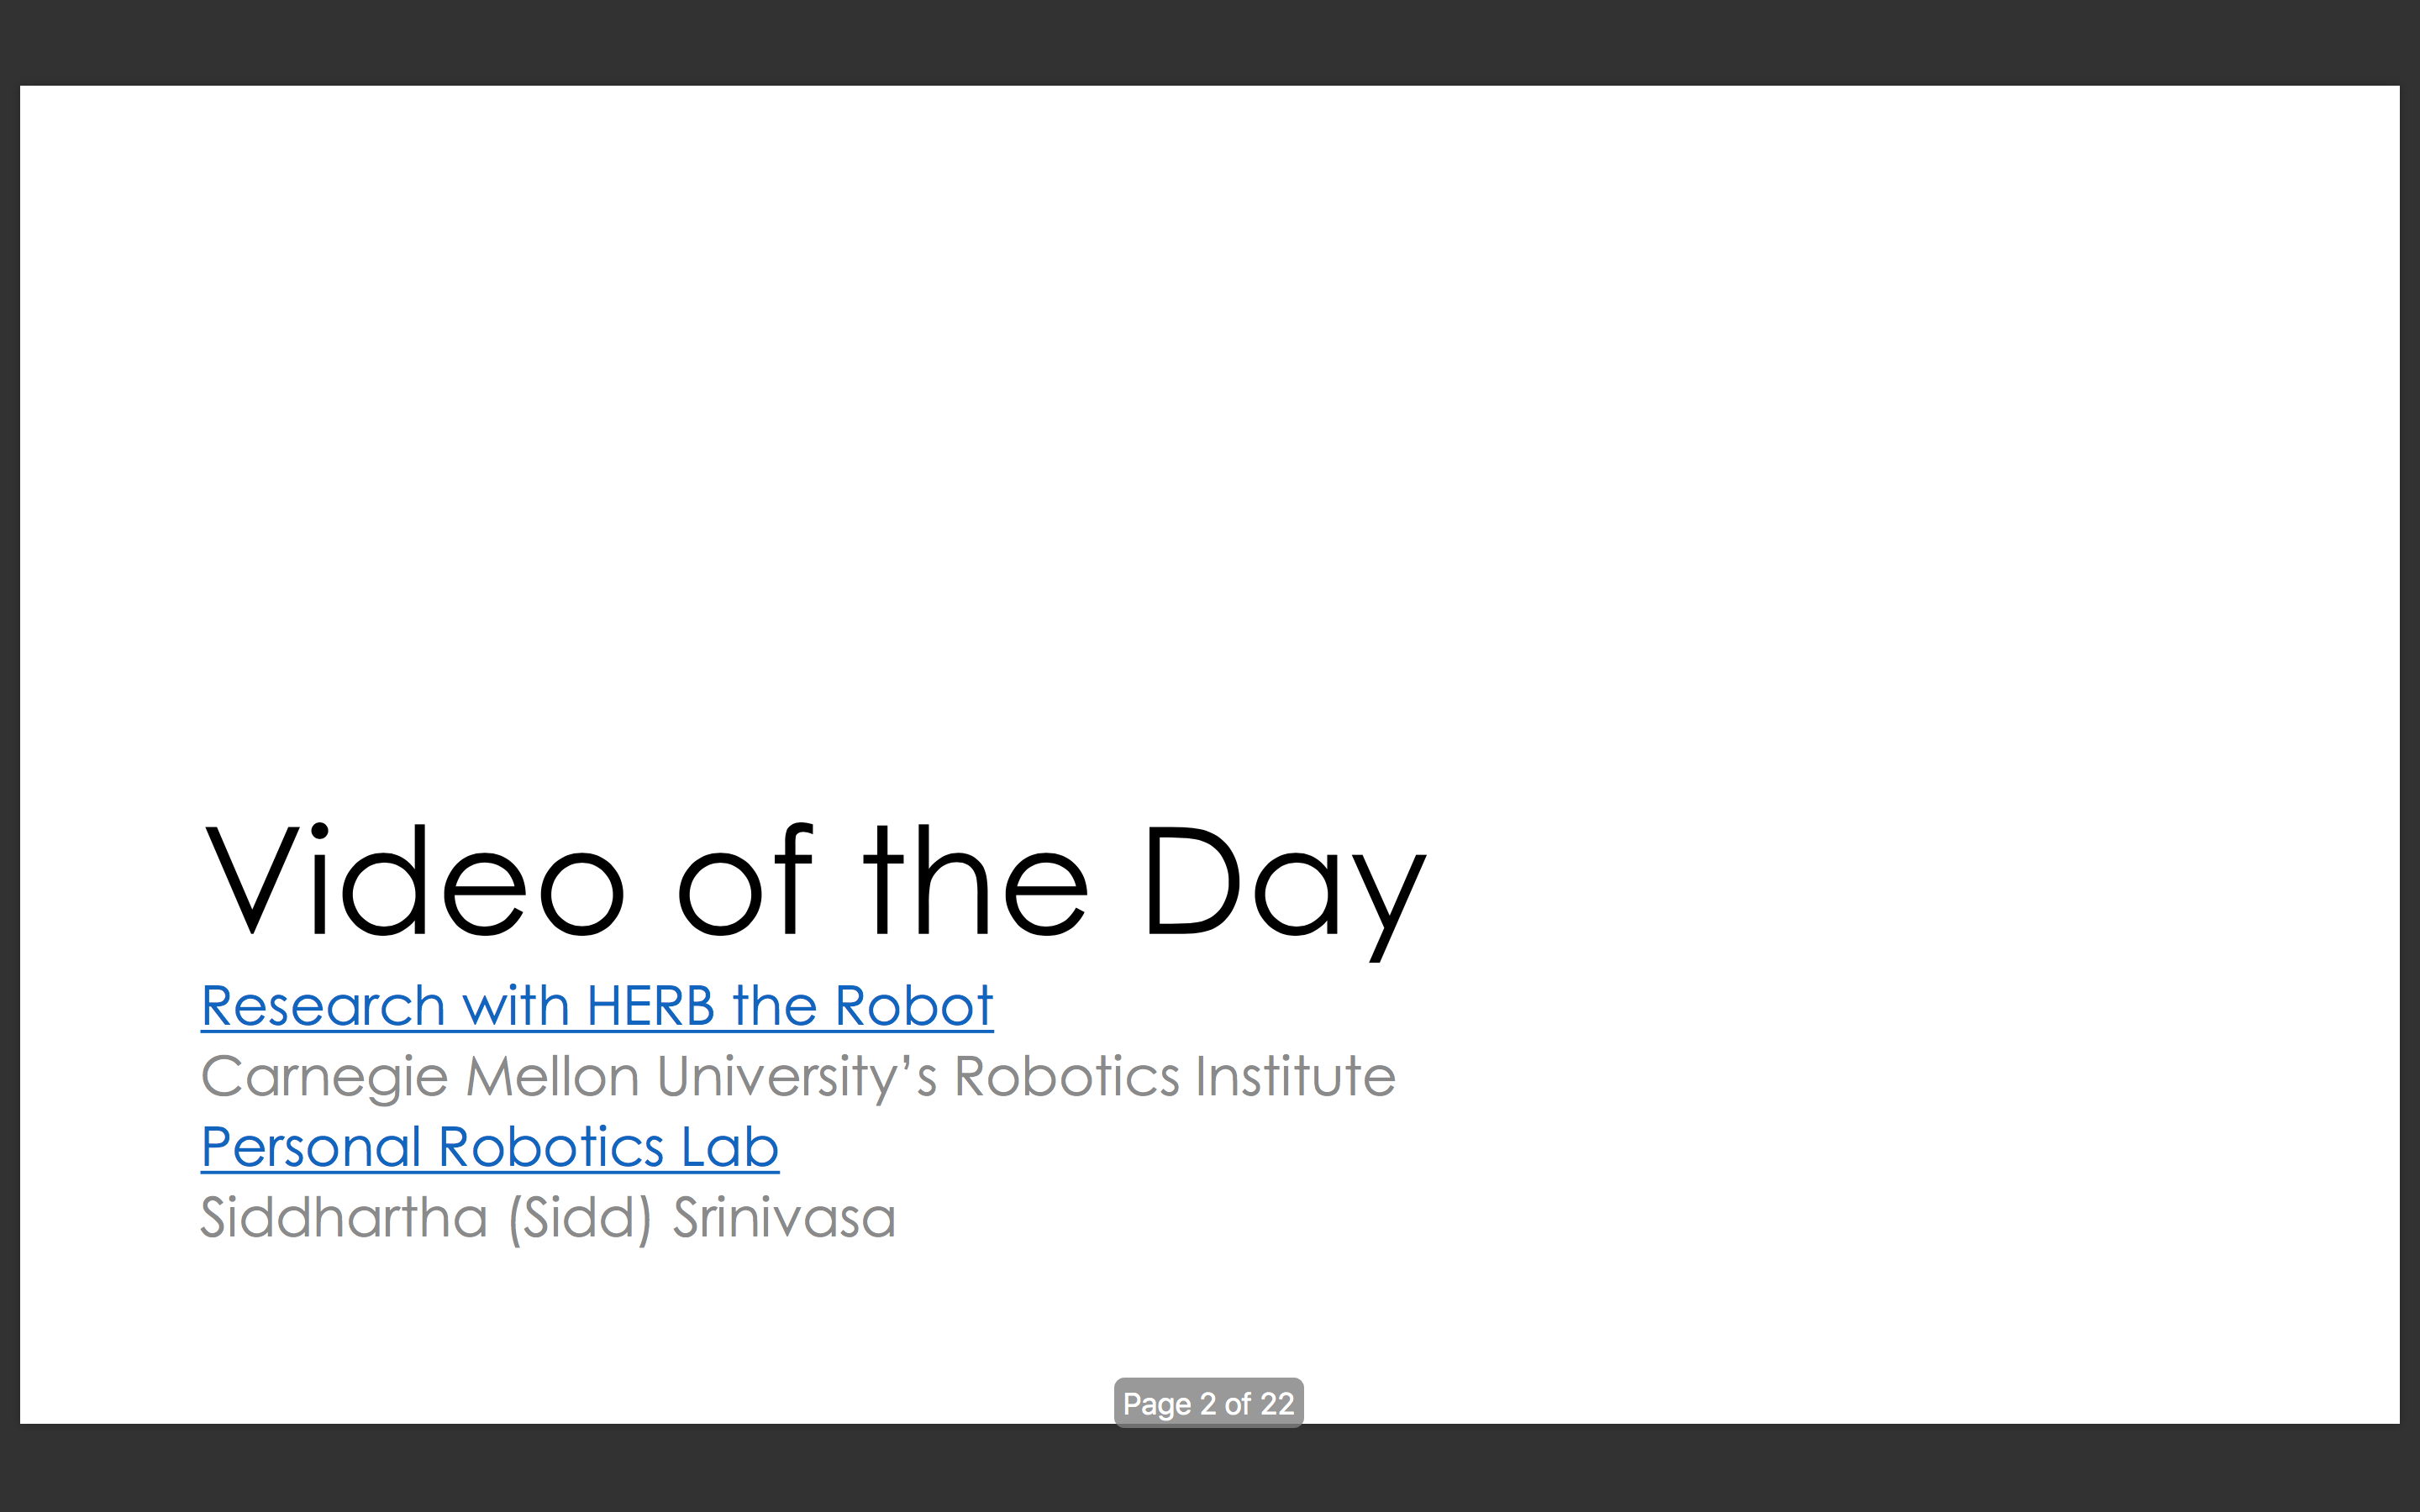 Video of the Day
Research with HERB the Robot
Carnegie Mellon University’s Robotics Institute
Personal Robotics Lab
Siddhartha (Sidd) Srinivasa
Page 2 of 22